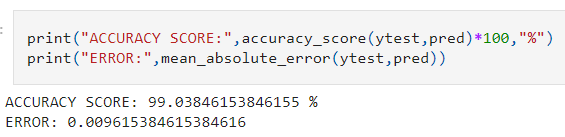 print("ACCURACY SCORE:",accuracy_score(ytest,pred)*100,"%")
print("ERROR:",mean_absolute_error(ytest,pred))
ACCURACY SCORE: 99.03846153846155 %
ERROR: 0.009615384615384616